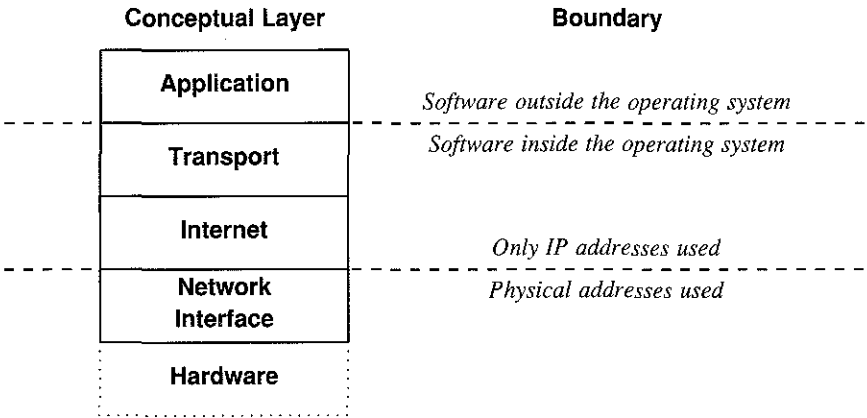 Conceptual Layer
Boundary
Application
Software outside the operating system
Software inside the operating system
Transport
Internet
Only IP addresses used
Network
Physical addresses used
Interface
Hardware